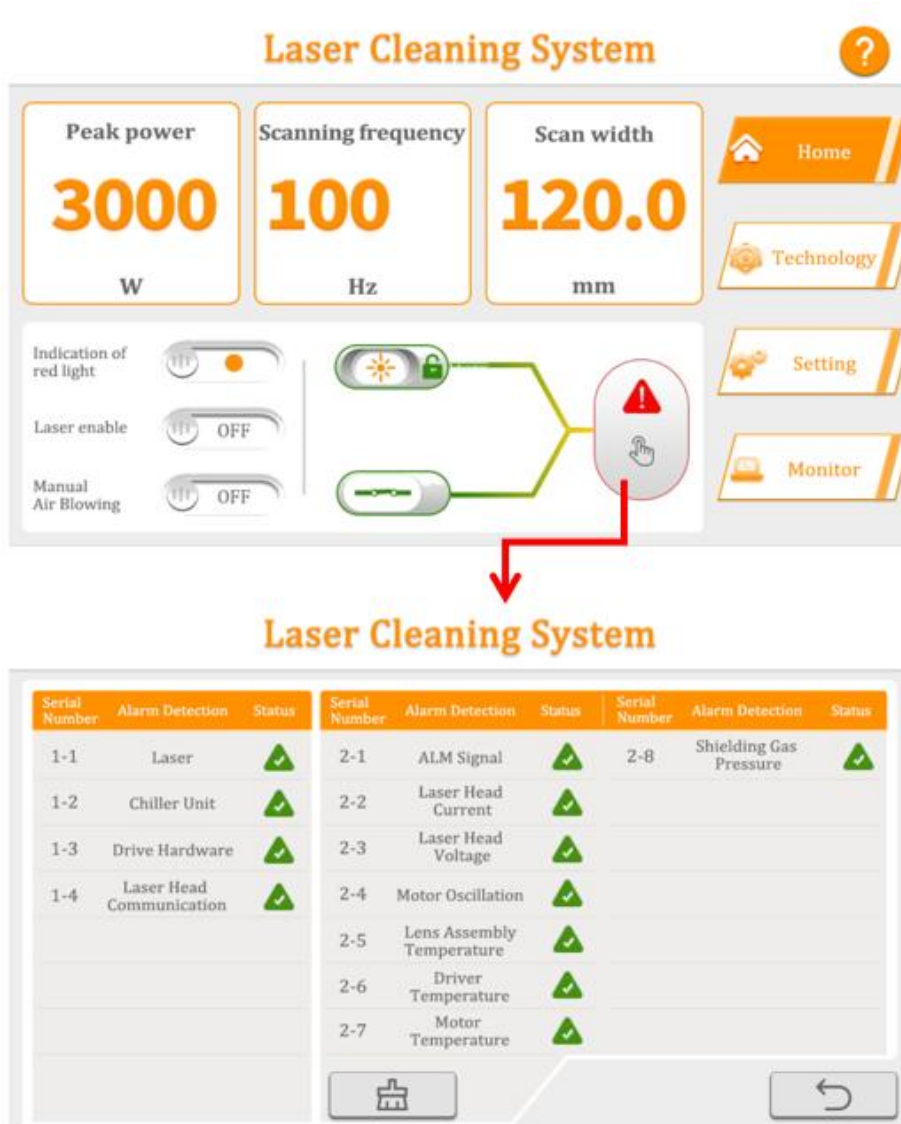 Laser Cleaning System
?
Peak power
3000
W
Scanning frequency
100
Hz
Scan width
120.0
mm
Home
Technology
Setting
Monitor
Indication of
red light
Laser enable
OFF
Manual
Air Blowing
OFF
Laser Cleaning System
Serial
Number
Alarm Detection
Status
1-1
Laser
1-2
Chiller Unit
1-3
Drive Hardware
1-4
Laser Head
Communication
Serial
Number
Alarm Detection
Status
2-1
ALM Signal
2-2
Laser Head
Current
2-3
Laser Head
Voltage
2-4
Motor Oscillation
2-5
Lens Assembly
Temperature
2-6
Driver
Temperature
2-7
Motor
Temperature
Serial
Number
Alarm Detection
Status
2-8
Shielding Gas
Pressure